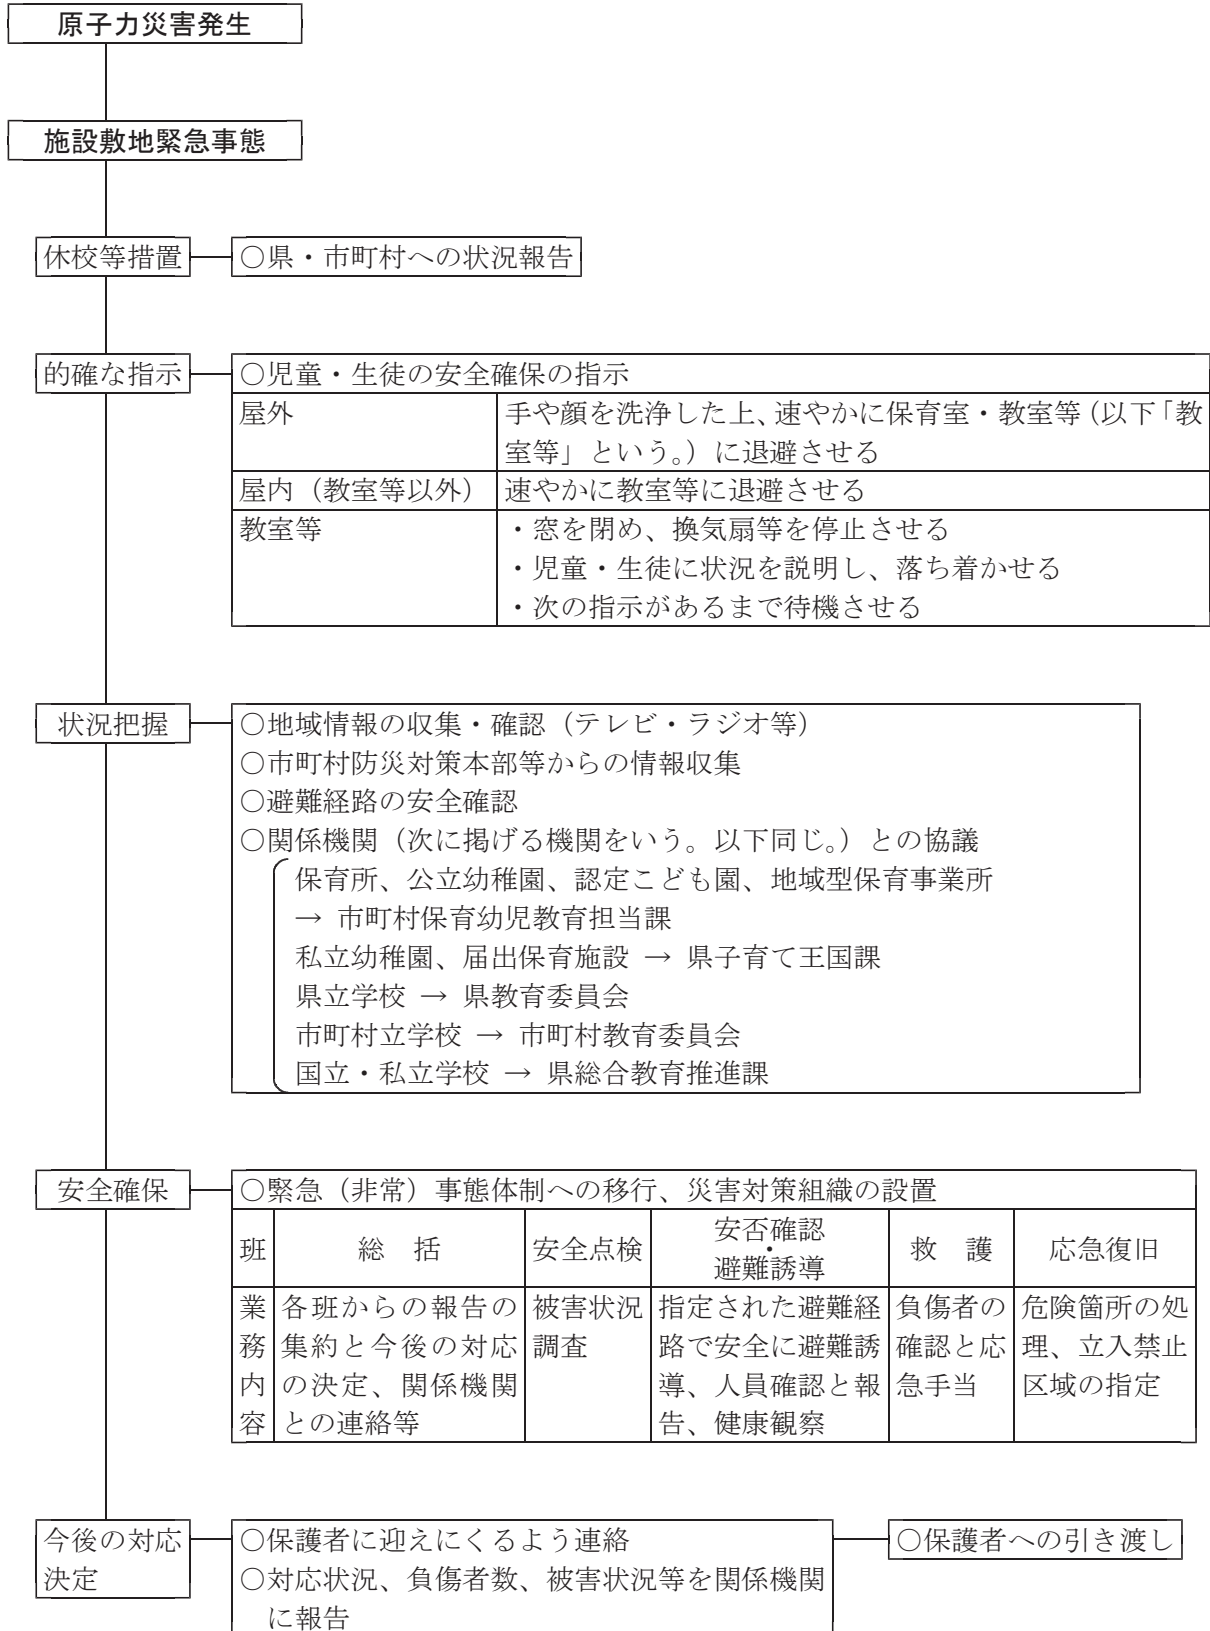 原子力災害発生
施設敷地緊急事態
休校等措置
○県・市町村への状況報告
的確な指示
○児童・生徒の安全確保の指示
屋外
手や顔を洗浄した上、速やかに保育室・教室等(以下「教
室等」という。)に退避させる
屋内(教室等以外)
速やかに教室等に退避させる
教室等
・窓を閉め、換気扇等を停止させる
・児童・生徒に状況を説明し、落ち着かせる
・次の指示があるまで待機させる
状況把握
○地域情報の収集・確認(テレビ・ラジオ等)
○市町村防災対策本部等からの情報収集
○避難経路の安全確認
○関係機関(次に掲げる機関をいう。以下同じ。)との協議
保育所、公立幼稚園、認定こども園、地域型保育事業所
→ 市町村保育幼児教育担当課
私立幼稚園、届出保育施設 → 県子育て王国課
県立学校 → 県教育委員会
市町村立学校 → 市町村教育委員会
国立・私立学校 → 県総合教育推進課
安全確保
○緊急(非常)事態体制への移行、災害対策組織の設置
班
総 括
安全点検
安否確認
・
避難誘導
救 護
応急復旧
業
務
内
容
各班からの報告の
集約と今後の対応
の決定、関係機関
との連絡等
被害状況
調査
指定された避難経
路で安全に避難誘
導、人員確認と報
告、健康観察
負傷者の
確認と応
急手当
危険箇所の処
理、立入禁止
区域の指定
今後の対応
決定
○保護者に迎えにくるよう連絡
○対応状況、負傷者数、被害状況等を関係機関
に報告
○保護者への引き渡し